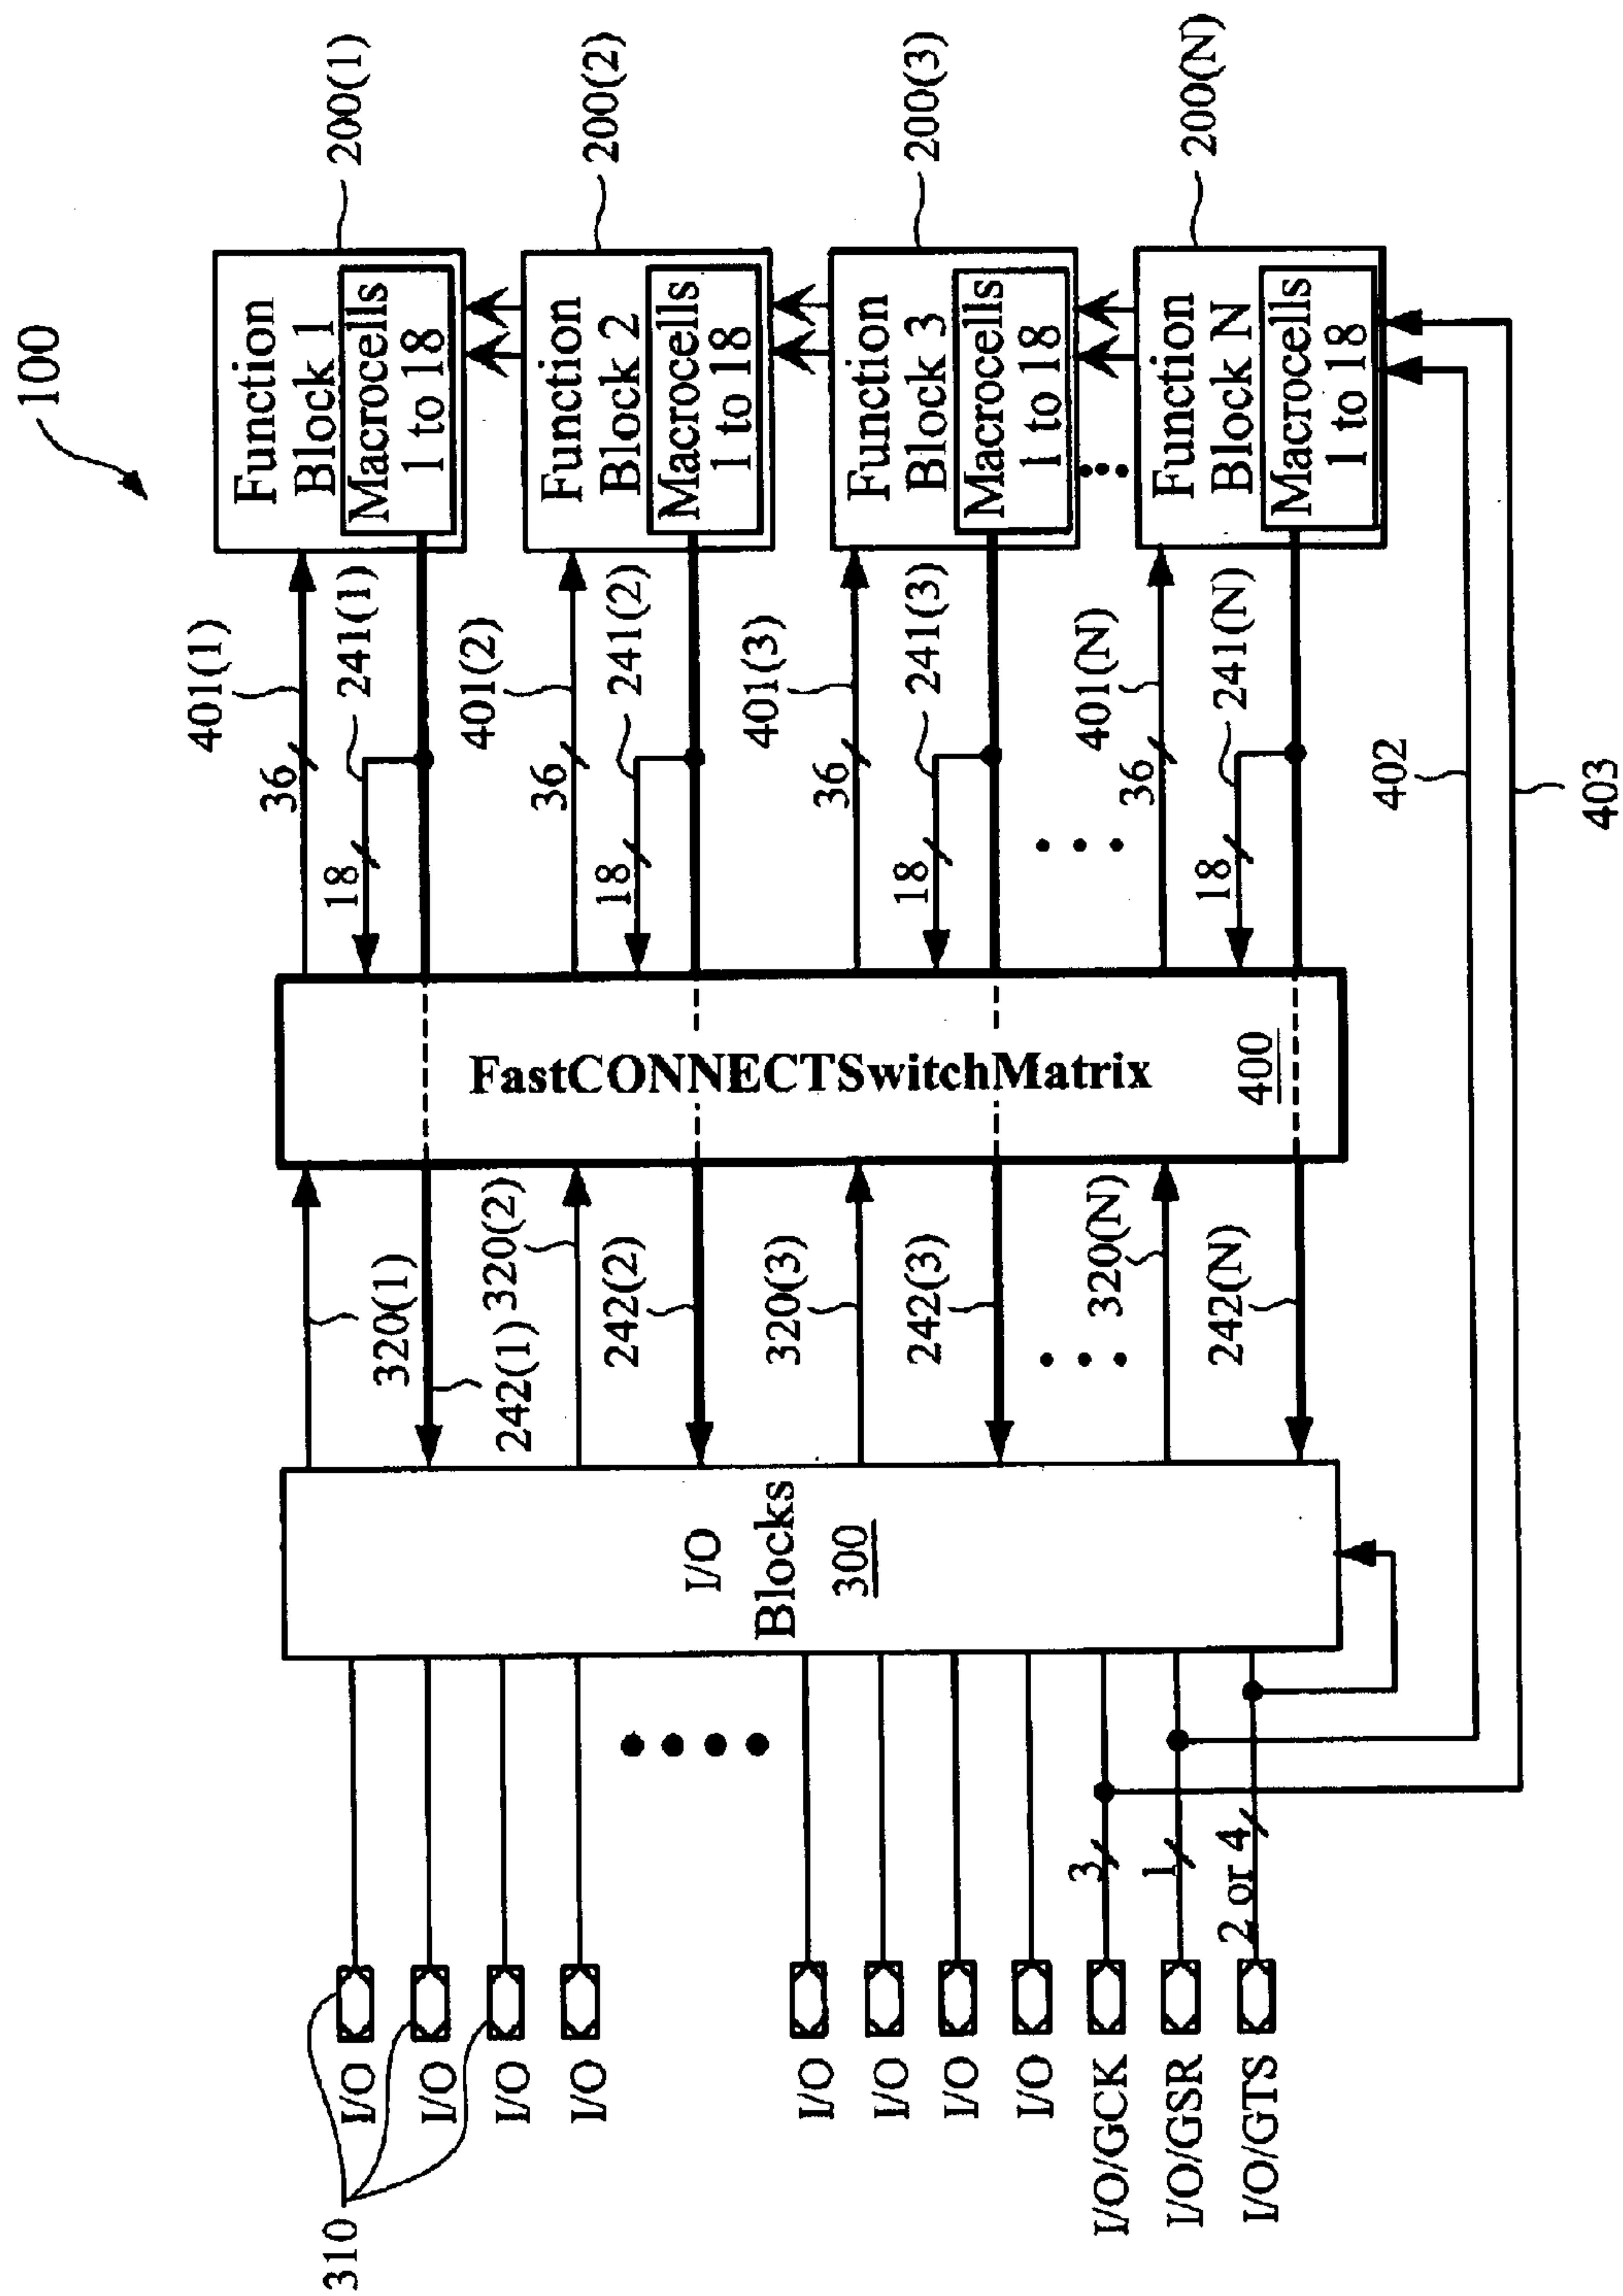 100
310
I/O
I/O
I/O
I/O
I/O
I/O
I/O
I/O
I/O/GCK
I/O/GSR
I/O/GTS
3
1
2 or 4
I/O
Blocks
300
320(1)
242(1)
320(2)
242(2)
320(3)
242(3)
320(N)
242(N)
FastCONNECTSwitchMatrix
400
401(1)
36
241(1)
18
401(2)
36
241(2)
18
401(3)
36
241(3)
18
401(N)
36
241(N)
18
402
403
Function
Block 1
Macrocells
1 to 18
200(1)
Function
Block 2
Macrocells
1 to 18
200(2)
Function
Block 3
Macrocells
1 to 18
200(3)
Function
Block N
Macrocells
1 to 18
200(N)